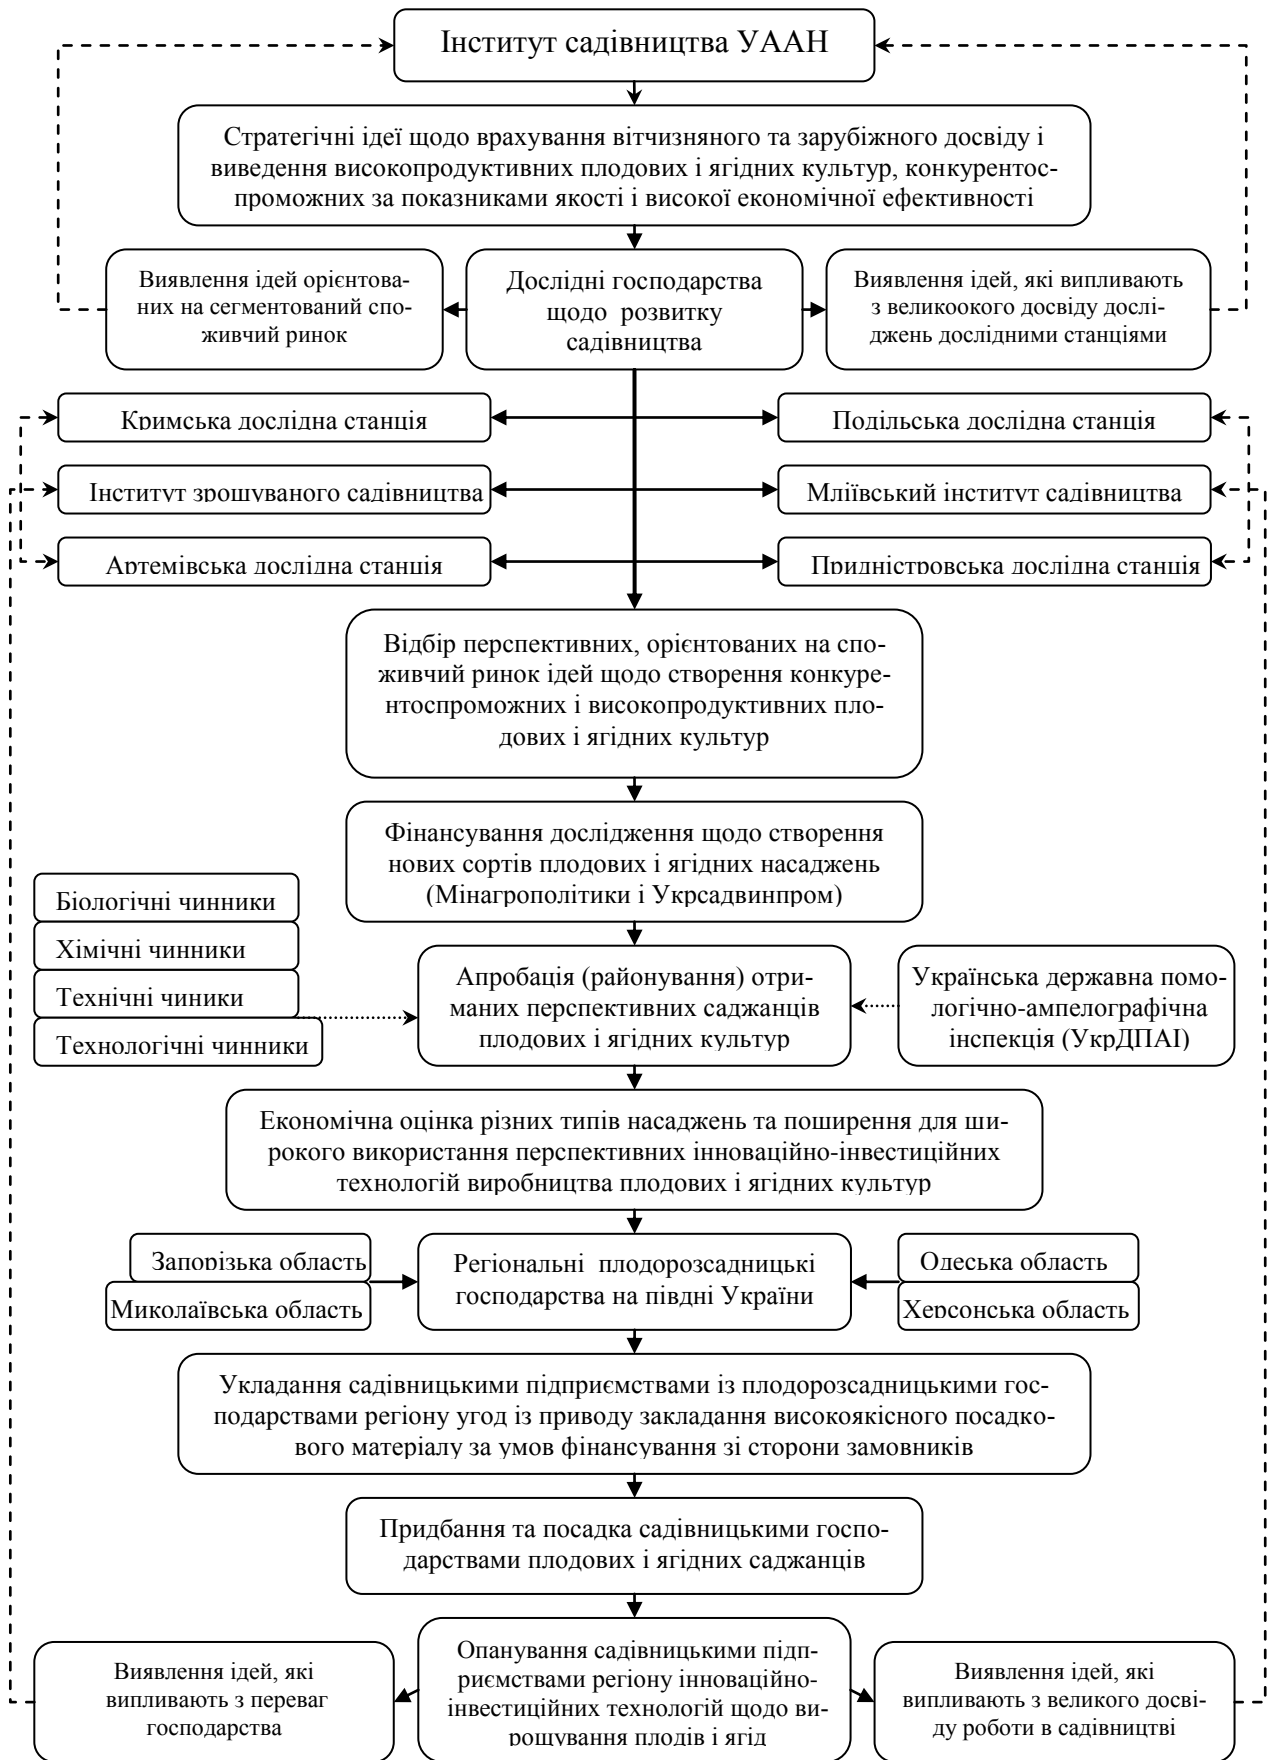 Інститут садівництва УААН
Стратегічні ідеї щодо врахування вітчизняного та зарубіжного досвіду і
виведення високопродуктивних плодових і ягідних культур, конкурентос-
проможних за показниками якості і високої економічної ефективності
Виявлення ідей орієнтова-
них на сегментований спо-
живчий ринок
Дослідні господарства
щодо розвитку
садівництва
Виявлення ідей, які випливають
з великоокого досвіду дослі-
джень дослідними станціями
Кримська дослідна станція
Подільська дослідна станція
Інститут зрошуваного садівництва
Мліївський інститут садівництва
Артемівська дослідна станція
Придністровська дослідна станція
Відбір перспективних, орієнтованих на спо-
живчий ринок ідей щодо створення конкуре-
нтоспроможних і високопродуктивних пло-
дових і ягідних культур
Фінансування дослідження щодо створення
нових сортів плодових і ягідних насаджень
(Мінагрополітики і Укрсадвинпром)
Біологічні чинники
Хімічні чинники
Технічні чиники
Технологічні чинники
Апробація (районування) отри-
маних перспективних саджанців
плодових і ягідних культур
Українська державна помо-
логічно-ампелографічна
інспекція (УкрДПАІ)
Економічна оцінка різних типів насаджень та поширення для ши-
рокого використання перспективних інноваційно-інвестиційних
технологій виробництва плодових і ягідних культур
Запорізька область
Миколаївська область
Регіональні плодорозсадницькі
господарства на півдні України
Одеська область
Херсонська область
Укладання садівницькими підприємствами із плодорозсадницькими гос-
подарствами регіону угод із приводу закладання високоякісного посадко-
вого матеріалу за умов фінансування зі сторони замовників
Придбання та посадка садівницькими госпо-
дарствами плодових і ягідних саджанців
Виявлення ідей, які
випливають з переваг
господарства
Опанування садівницькими підп-
риємствами регіону інноваційно-
інвестиційних технологій щодо ви-
рощування плодів і ягід
Виявлення ідей, які
випливають з великого досві-
ду роботи в садівництві